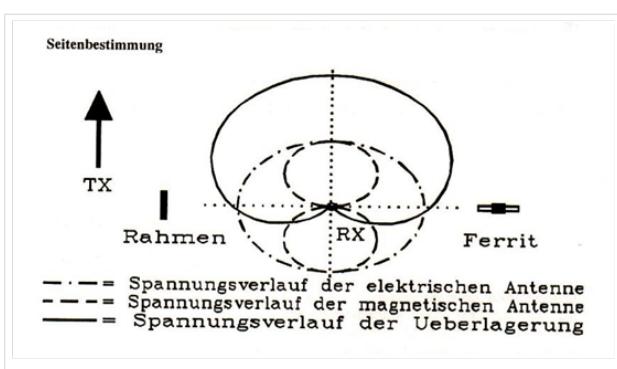 Seitenbestimmung
TX
Rahmen
RX
Ferrit
= Spannungsverlauf der elektrischen Antenne
= Spannungsverlauf der magnetischen Antenne
= Spannungsverlauf der Ueberlagerung